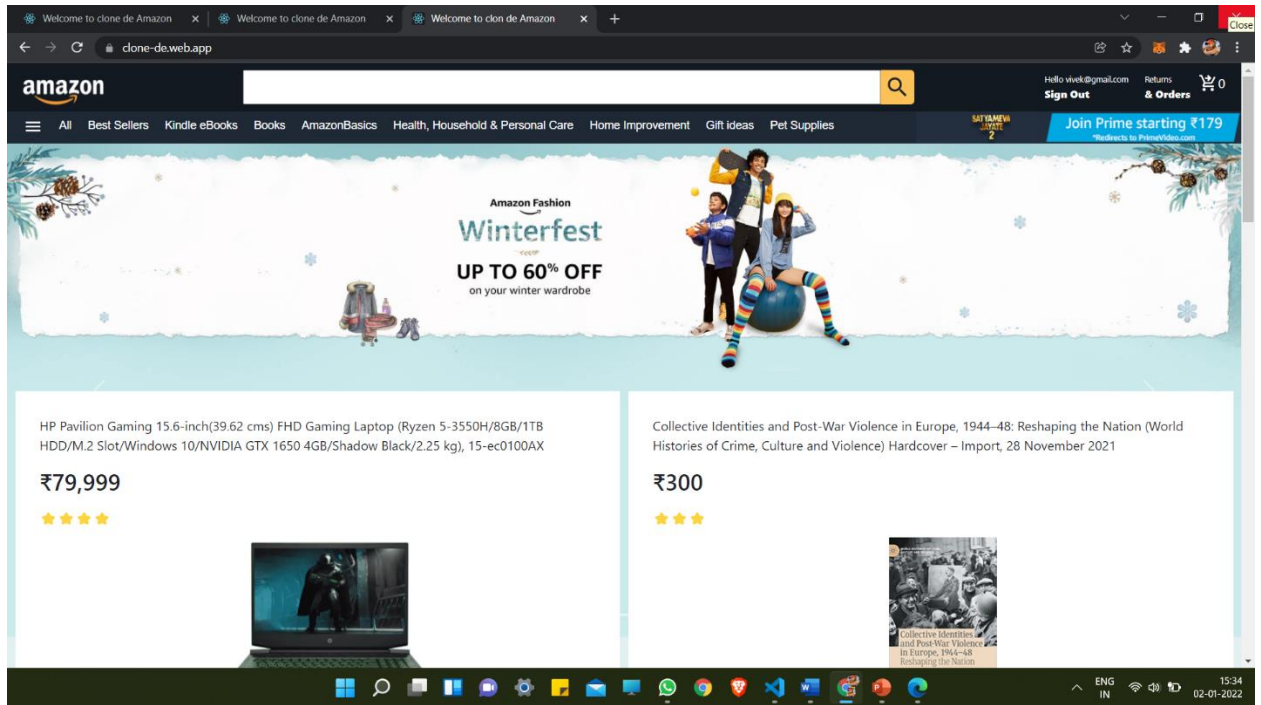 Welcome to clone de Amazon
Welcome to clone de Amazon
Welcome to clon de Amazon
Close
clone-de.web.app
amazon
Hello vivek@gmail.com
Sign Out
Returns
& Orders
0
All Best Sellers Kindle eBooks Books AmazonBasics Health, Household & Personal Care Home Improvement Gift ideas Pet Supplies
SATYAMEVA
JAYATE
2
Join Prime starting ₹179
*Redirects to PrimeVideo.com
Amazon Fashion
Winterfest
UP TO 60% OFF
on your winter wardrobe
HP Pavilion Gaming 15.6-inch(39.62 cms) FHD Gaming Laptop (Ryzen 5-3550H/8GB/1TB
HDD/M.2 Slot/Windows 10/NVIDIA GTX 1650 4GB/Shadow Black/2.25 kg), 15-ec0100AX
₹79,999
Collective Identities and Post-War Violence in Europe, 1944–48: Reshaping the Nation (World
Histories of Crime, Culture and Violence) Hardcover – Import, 28 November 2021
₹300
Collective Identities
and Post-War Violence
in Europe, 1944–48
Reshaping the Nation
ENG
IN
15:34
02-01-2022